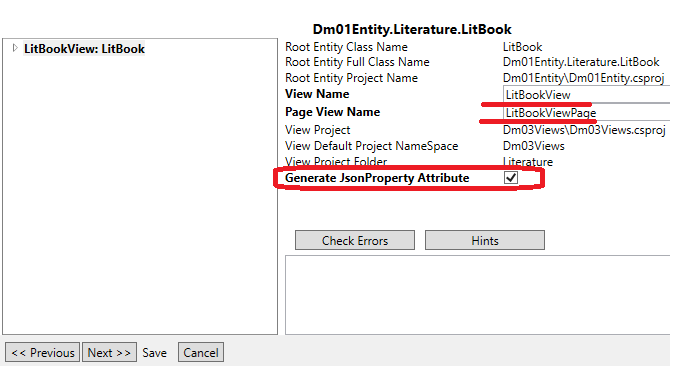 Dm01Entity.Literature.LitBook
LitBookView: LitBook
Root Entity Class Name LitBook
Root Entity Full Class Name Dm01Entity.Literature.LitBook
Root Entity Project Name Dm01Entity\Dm01Entity.csproj
View Name LitBookView
Page View Name LitBookViewPage
View Project Dm03Views\Dm03Views.csproj
View Default Project NameSpace Dm03Views
View Project Folder Literature
Generate JsonProperty Attribute
Check Errors Hints
<< Previous Next >> Save Cancel